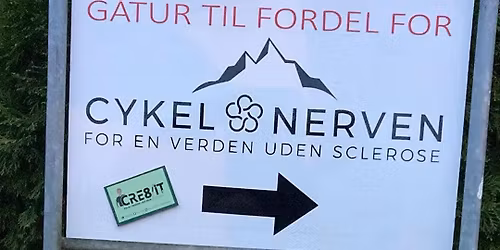 GATUR TIL FORDEL FOR
CYKEL NERVEN
FOR EN VERDEN UDEN SCLEROSE
CRE8IT